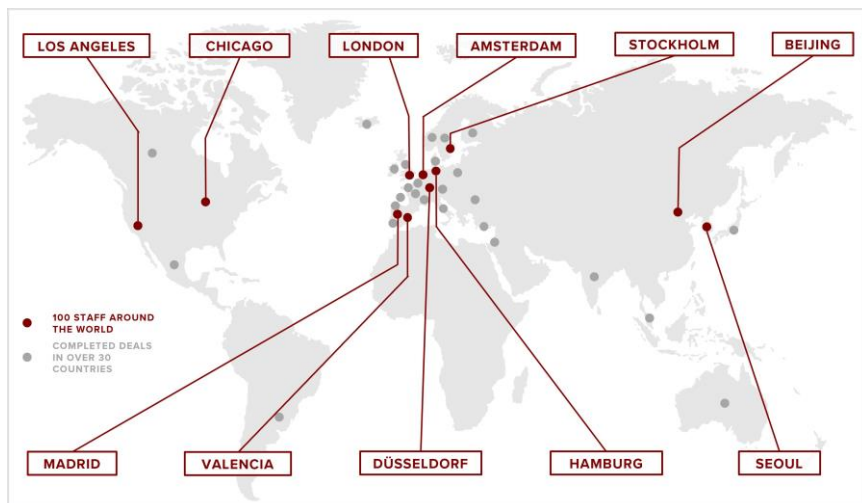 LOS ANGELES
CHICAGO
LONDON
AMSTERDAM
STOCKHOLM
BEIJING
100 STAFF AROUND
THE WORLD
COMPLETED DEALS
IN OVER 30
COUNTRIES
MADRID
VALENCIA
DÜSSELDORF
HAMBURG
SEOUL